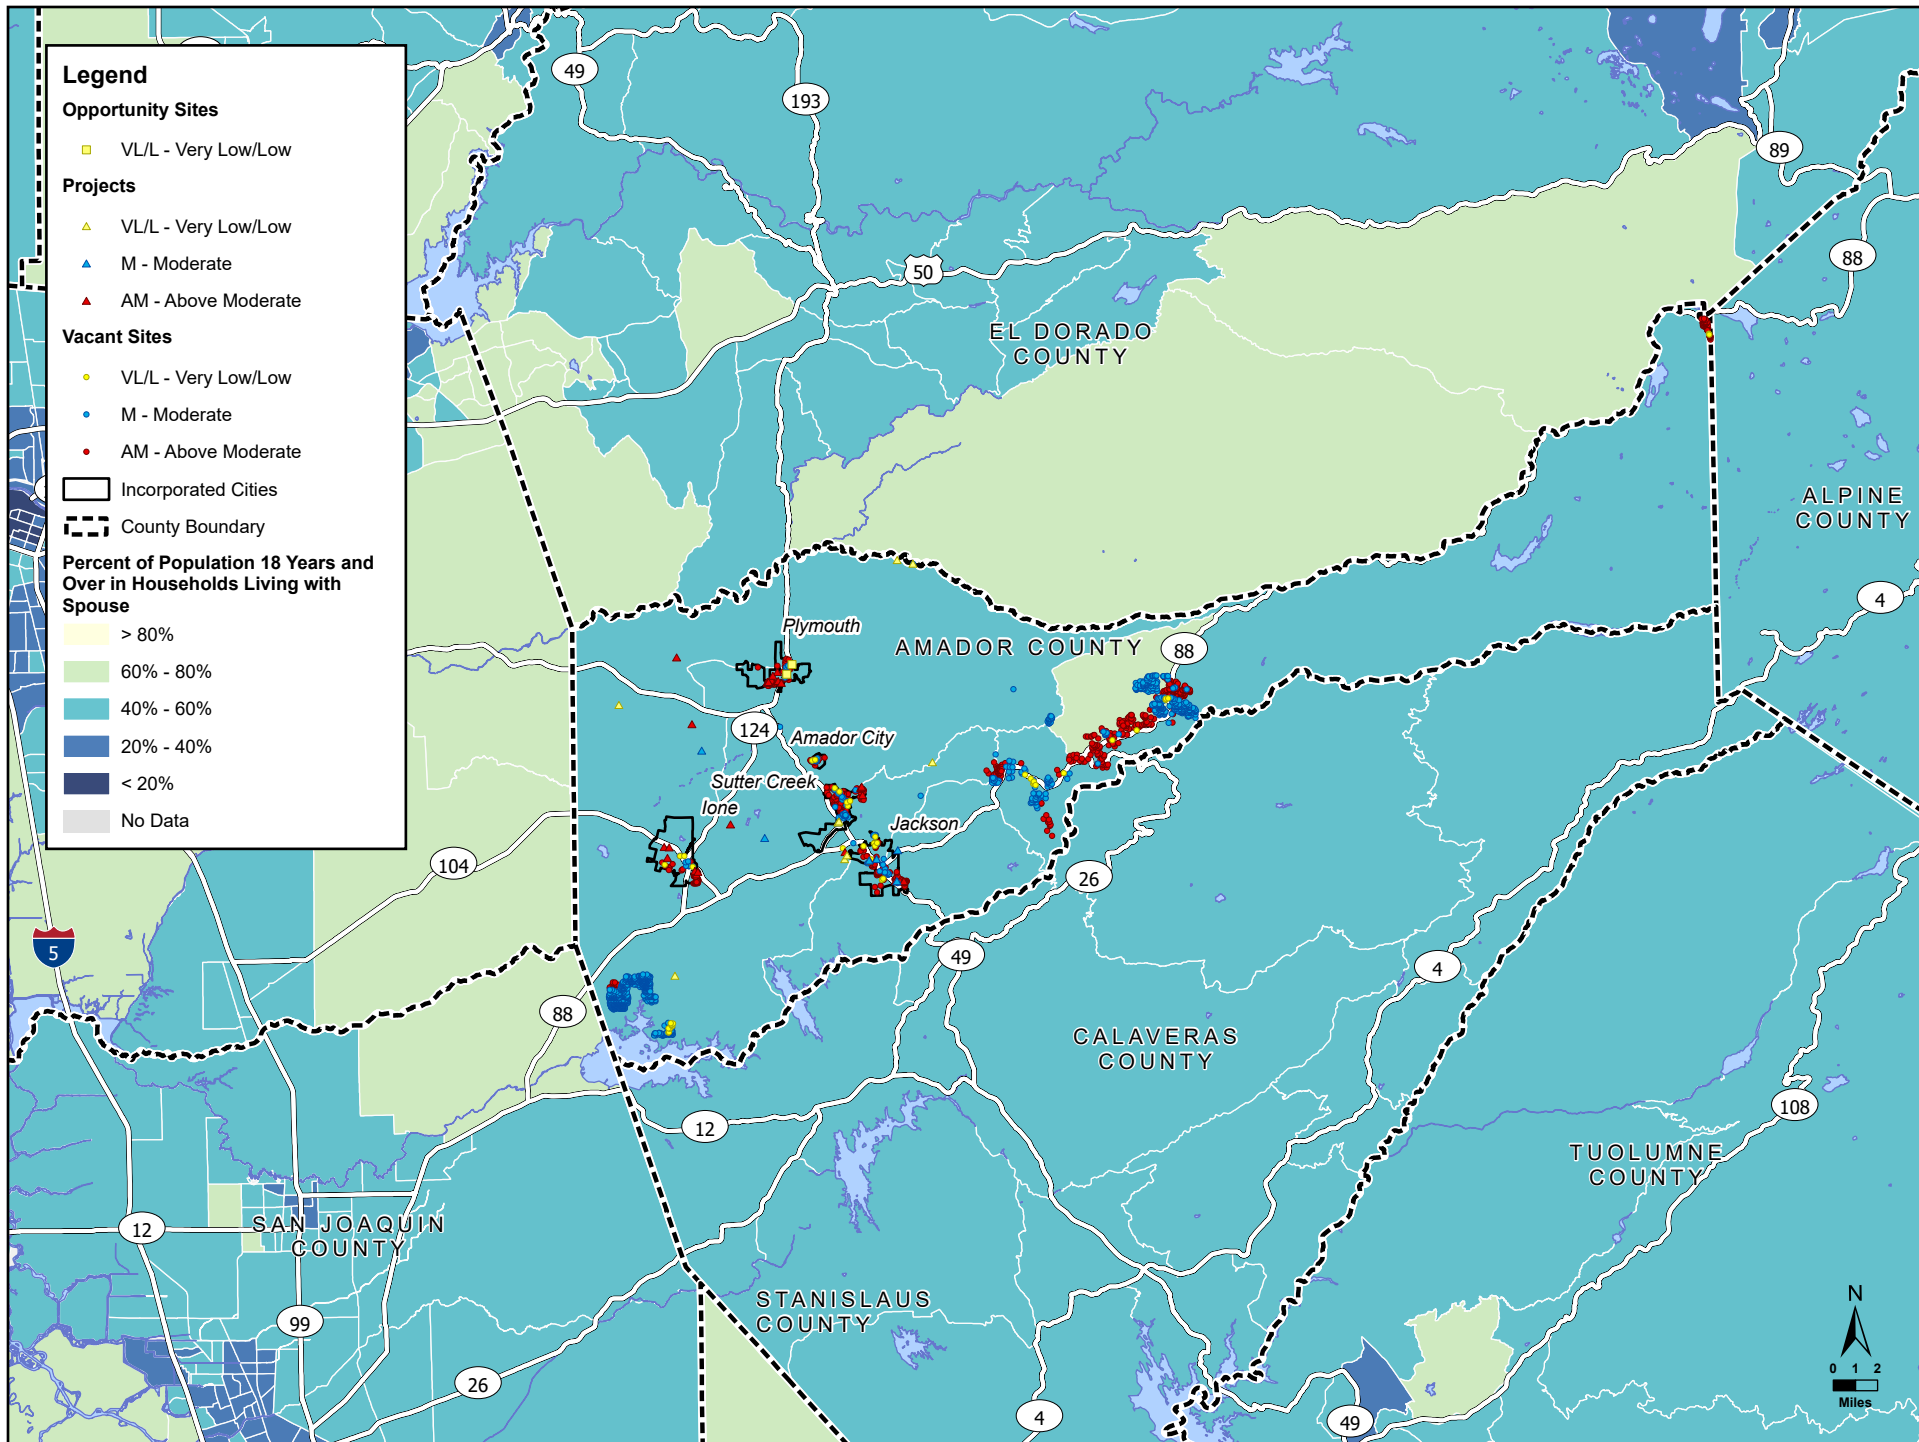 Legend
Opportunity Sites
VL/L - Very Low/Low
Projects
VL/L - Very Low/Low
M - Moderate
AM - Above Moderate
Vacant Sites
VL/L - Very Low/Low
M - Moderate
AM - Above Moderate
Incorporated Cities
County Boundary
Percent of Population 18 Years and
Over in Households Living with
Spouse
> 80%
60% - 80%
40% - 60%
20% - 40%
< 20%
No Data
49
193
89
88
50
EL DORADO
COUNTY
ALPINE
COUNTY
4
Plymouth
AMADOR COUNTY
88
124
Amador City
Sutter Creek
Ione
Jackson
104
26
5
49
4
88
CALAVERAS
COUNTY
12
108
TUOLUMNE
COUNTY
12
SAN JOAQUIN
COUNTY
99
STANISLAUS
COUNTY
26
4
49
N
0 1 2
Miles